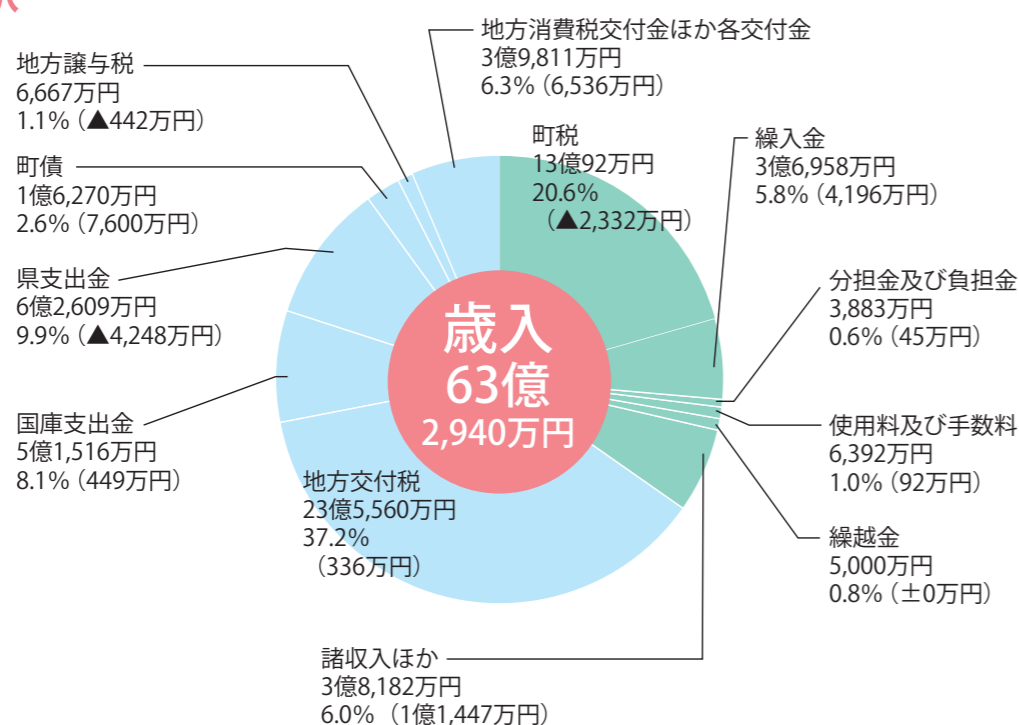 地方消費税交付金ほか各交付金
3億9,811万円
6.3%（6,536万円）
地方譲与税
6,667万円
1.1%（▲442万円）
町債
1億6,270万円
2.6%（7,600万円）
県支出金
6億2,609万円
9.9%（▲4,248万円）
国庫支出金
5億1,516万円
8.1%（449万円）
地方交付税
23億5,560万円
37.2%
（336万円）
歳入
63億
2,940万円
町税
13億92万円
20.6%
（▲2,332万円）
繰入金
3億6,958万円
5.8%（4,196万円）
分担金及び負担金
3,883万円
0.6%（45万円）
使用料及び手数料
6,392万円
1.0%（92万円）
繰越金
5,000万円
0.8%（±0万円）
諸収入ほか
3億8,182万円
6.0%（1億1,447万円）